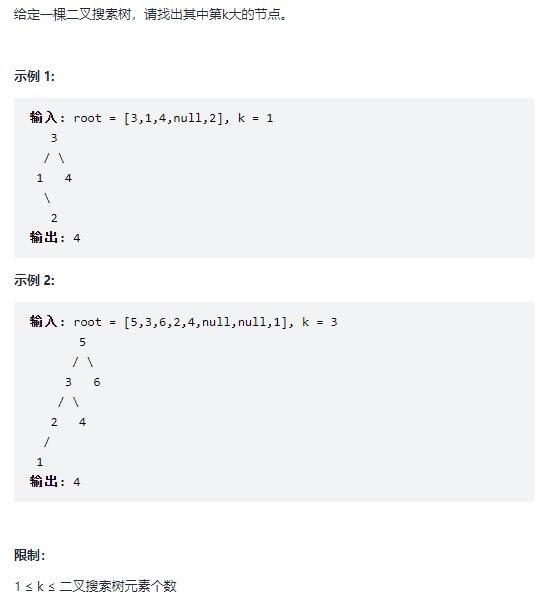 给定一棵二叉搜索树，请找出其中第k大的节点。
示例 1:
输入: root = [3,1,4,null,2], k = 1
   3
  / \
 1   4
  \
   2
输出: 4
示例 2:
输入: root = [5,3,6,2,4,null,null,1], k = 3
       5
      / \
     3   6
    / \
   2   4
  /
 1
输出: 4
限制：
1 ≤ k ≤ 二叉搜索树元素个数